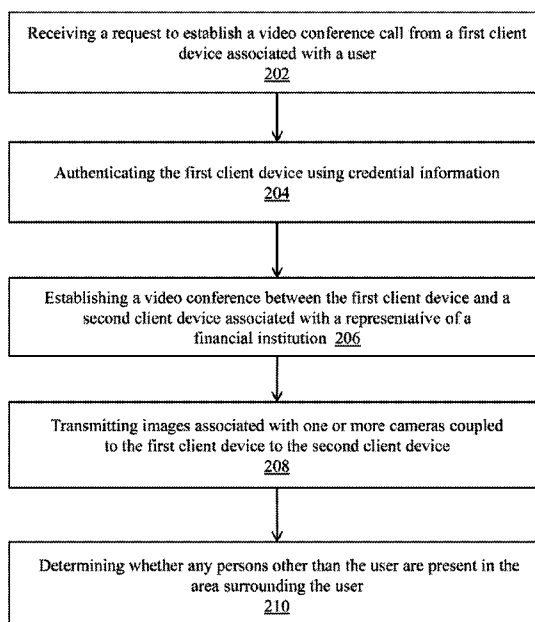 Receiving a request to establish a video conference call from a first client
device associated with a user
202
Authenticating the first client device using credential information
204
Establishing a video conference between the first client device and a
second client device associated with a representative of a
financial institution 206
Transmitting images associated with one or more cameras coupled
to the first client device to the second client device
208
Determining whether any persons other than the user are present in the
area surrounding the user
210